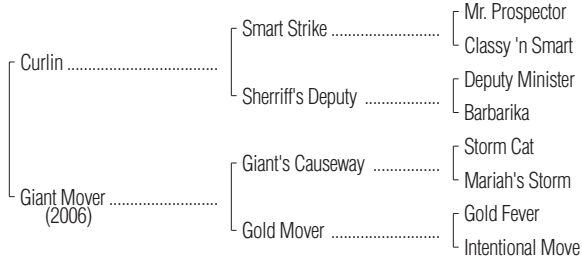 Mr. Prospector
Smart Strike ........................
Classy 'n Smart
Curlin .................................
Deputy Minister
Sherriff's Deputy ................
Barbarika
Storm Cat
Giant's Causeway ..............
Mariah's Storm
Giant Mover ........................
(2006)
Gold Fever
Gold Mover ........................
Intentional Move